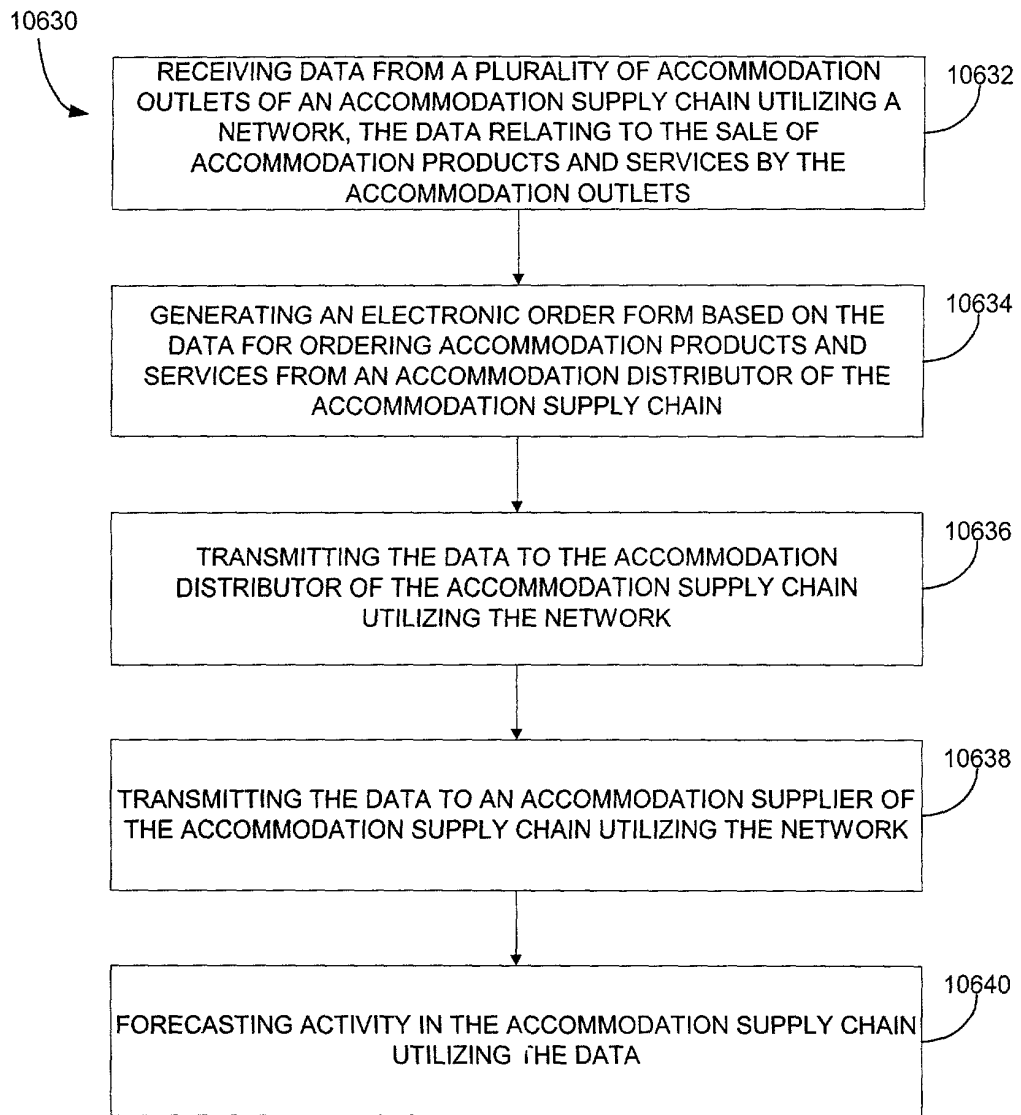 10630
RECEIVING DATA FROM A PLURALITY OF ACCOMMODATION
OUTLETS OF AN ACCOMMODATION SUPPLY CHAIN UTILIZING A
NETWORK, THE DATA RELATING TO THE SALE OF
ACCOMMODATION PRODUCTS AND SERVICES BY THE
ACCOMMODATION OUTLETS
10632
GENERATING AN ELECTRONIC ORDER FORM BASED ON THE
DATA FOR ORDERING ACCOMMODATION PRODUCTS AND
SERVICES FROM AN ACCOMMODATION DISTRIBUTOR OF THE
ACCOMMODATION SUPPLY CHAIN
10634
TRANSMITTING THE DATA TO THE ACCOMMODATION
DISTRIBUTOR OF THE ACCOMMODATION SUPPLY CHAIN
UTILIZING THE NETWORK
10636
TRANSMITTING THE DATA TO AN ACCOMMODATION SUPPLIER OF
THE ACCOMMODATION SUPPLY CHAIN UTILIZING THE NETWORK
10638
FORECASTING ACTIVITY IN THE ACCOMMODATION SUPPLY CHAIN
UTILIZING THE DATA
10640